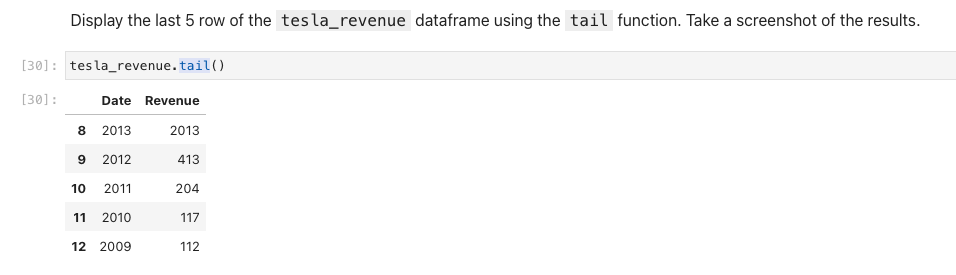 Display the last 5 row of the tesla_revenue dataframe using the tail function. Take a screenshot of the results.
[30]: tesla_revenue.tail()
[30]: Date Revenue
8 2013 2013
9 2012 413
10 2011 204
11 2010 117
12 2009 112